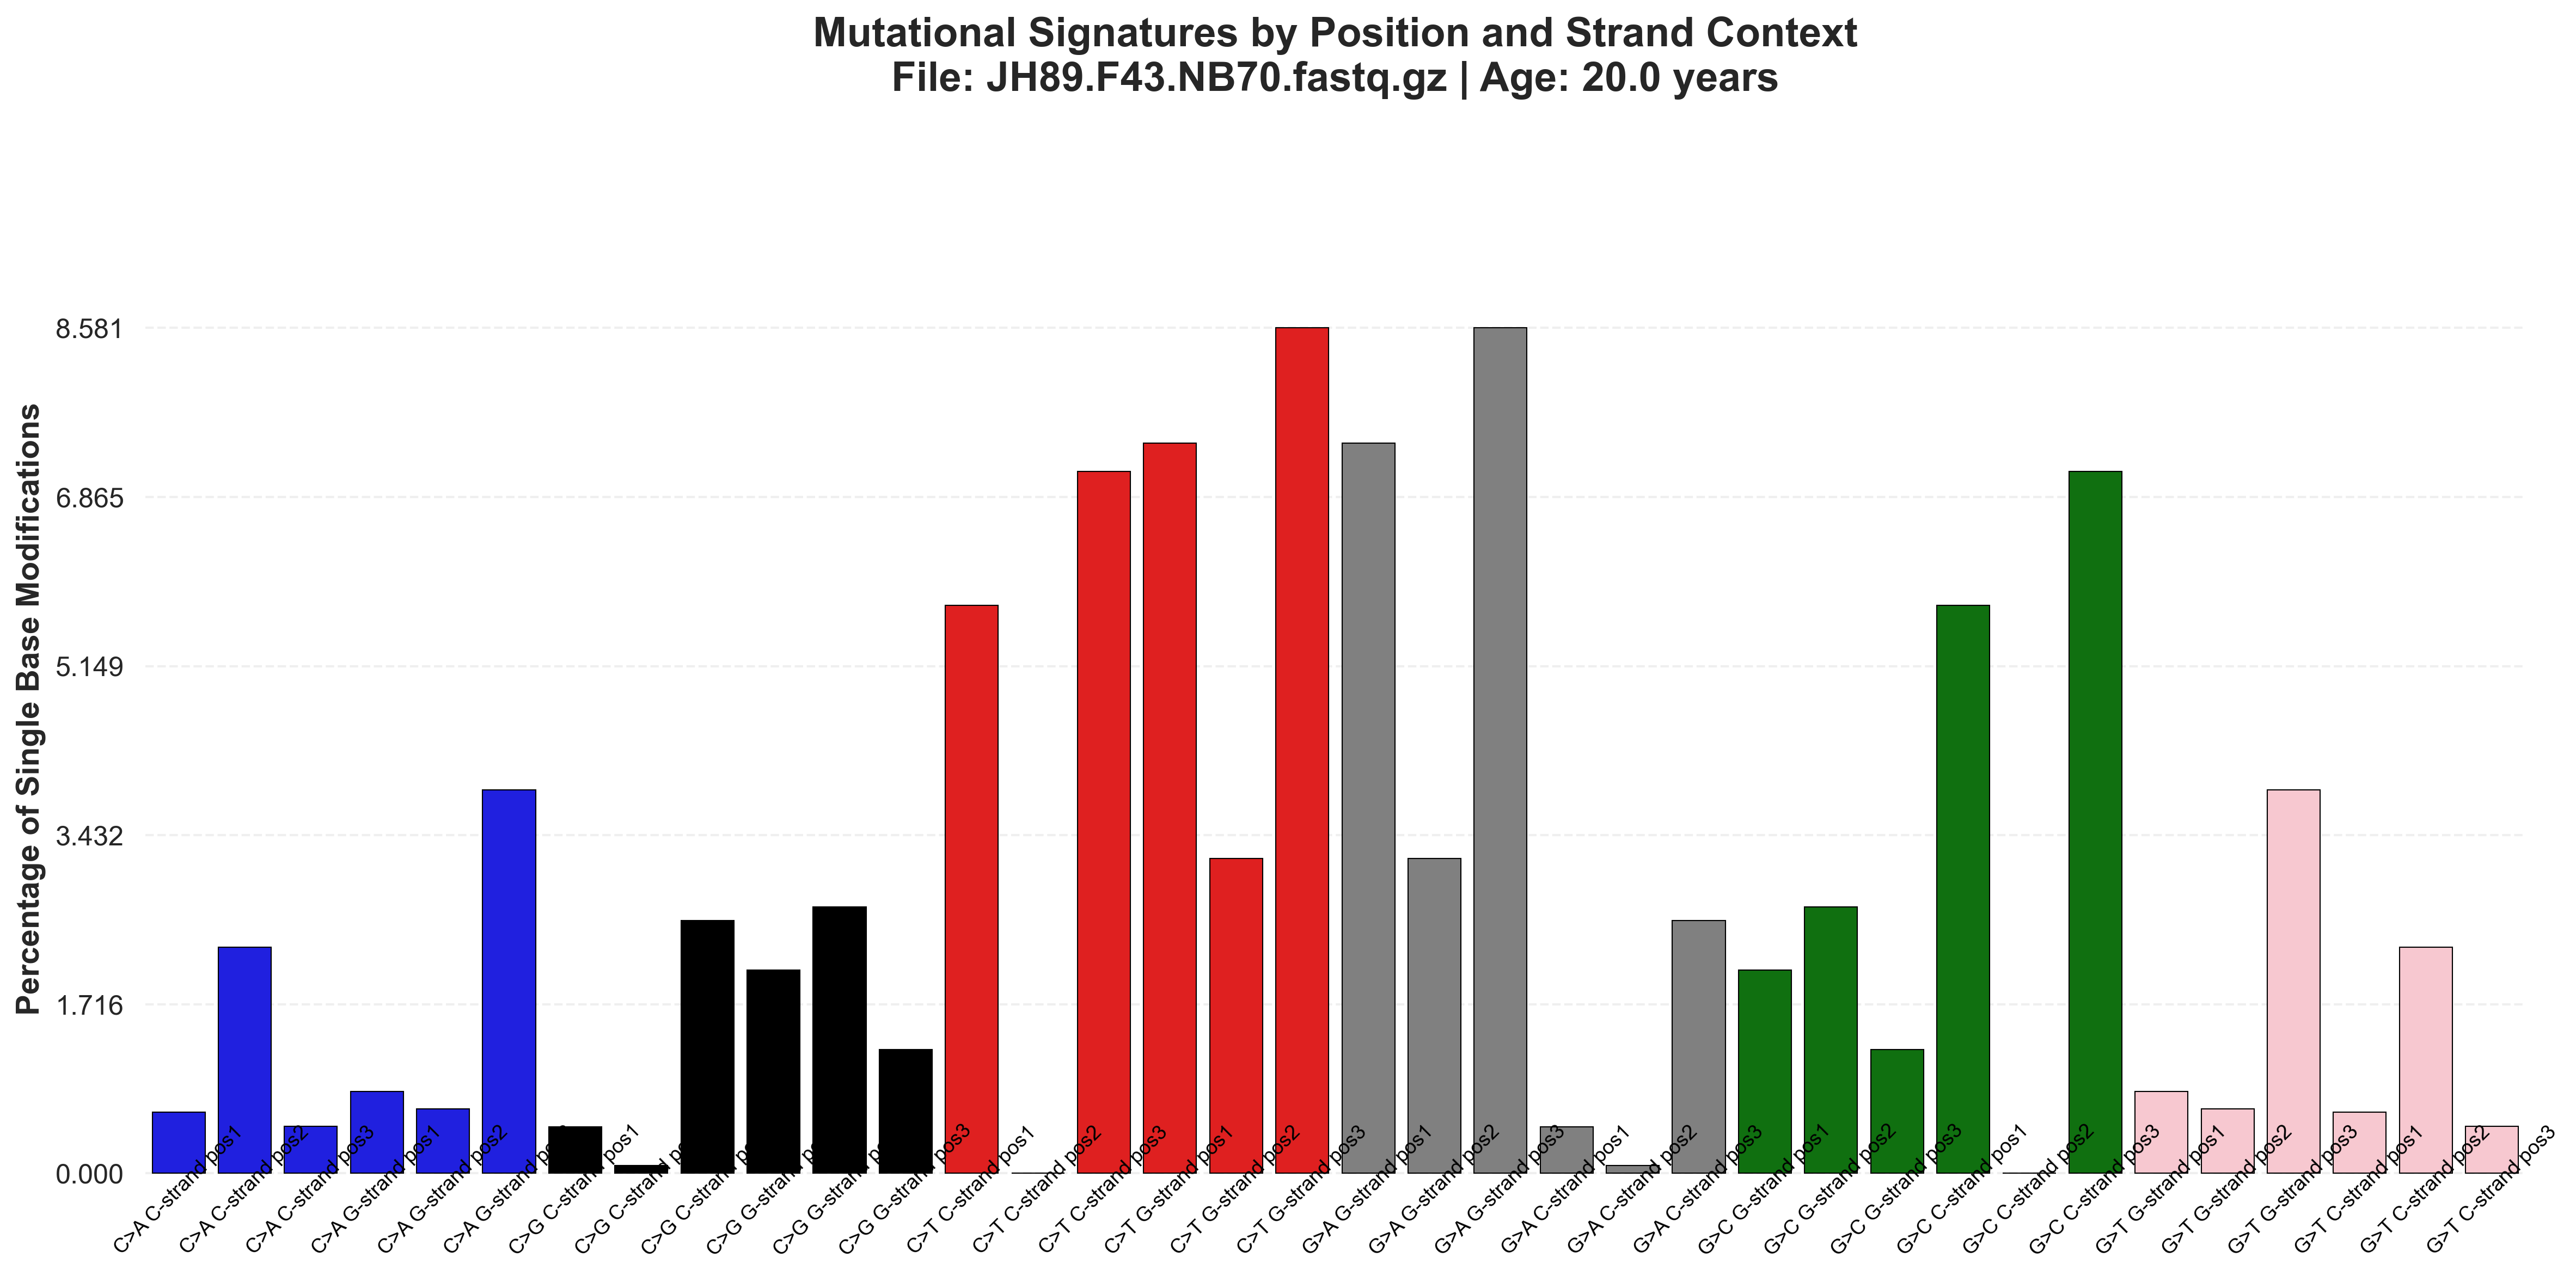 Mutational Signatures by Position and Strand Context
File: JH89.F43.NB70.fastq.gz | Age: 20.0 years
Percentage of Single Base Modifications
8.581
6.865
5.149
3.432
1.716
0.000
C>A C-strand pos1
C>A C-strand pos2
C>A C-strand pos3
C>A G-strand pos1
C>A G-strand pos2
C>A G-strand pos3
C>G C-strand pos1
C>G C-strand pos2
C>G C-strand pos3
C>G G-strand pos1
C>G G-strand pos2
C>G G-strand pos3
C>T C-strand pos1
C>T C-strand pos2
C>T C-strand pos3
C>T G-strand pos1
C>T G-strand pos2
C>T G-strand pos3
G>A G-strand pos1
G>A G-strand pos2
G>A G-strand pos3
G>A C-strand pos1
G>A C-strand pos2
G>A C-strand pos3
G>C G-strand pos1
G>C G-strand pos2
G>C G-strand pos3
G>C C-strand pos1
G>C C-strand pos2
G>C C-strand pos3
G>T G-strand pos1
G>T G-strand pos2
G>T G-strand pos3
G>T C-strand pos1
G>T C-strand pos2
G>T C-strand pos3